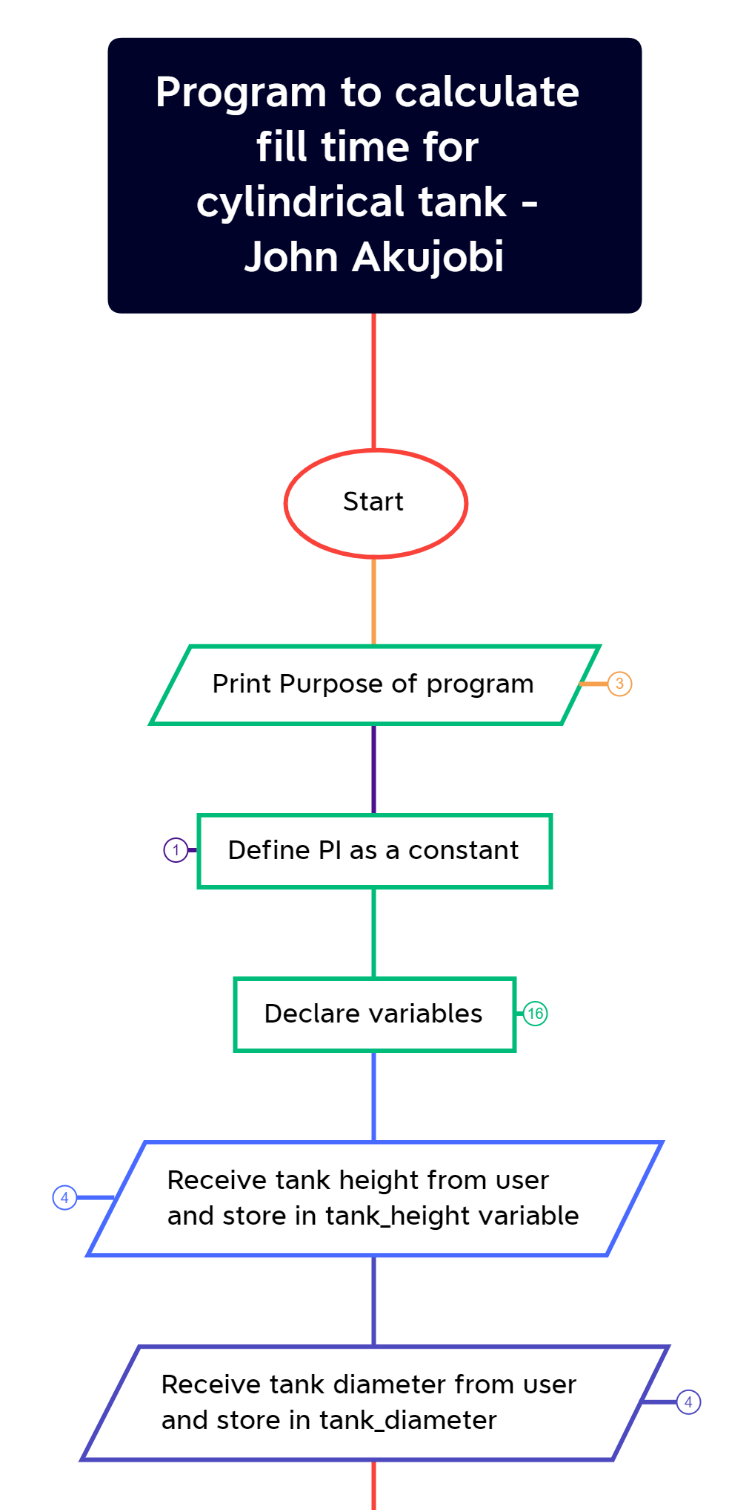 Program to calculate
fill time for
cylindrical tank -
John Akujobi
Start
Print Purpose of program
3
1
Define PI as a constant
Declare variables
16
Receive tank height from user
4
and store in tank_height variable
Receive tank diameter from user
4
and store in tank_diameter